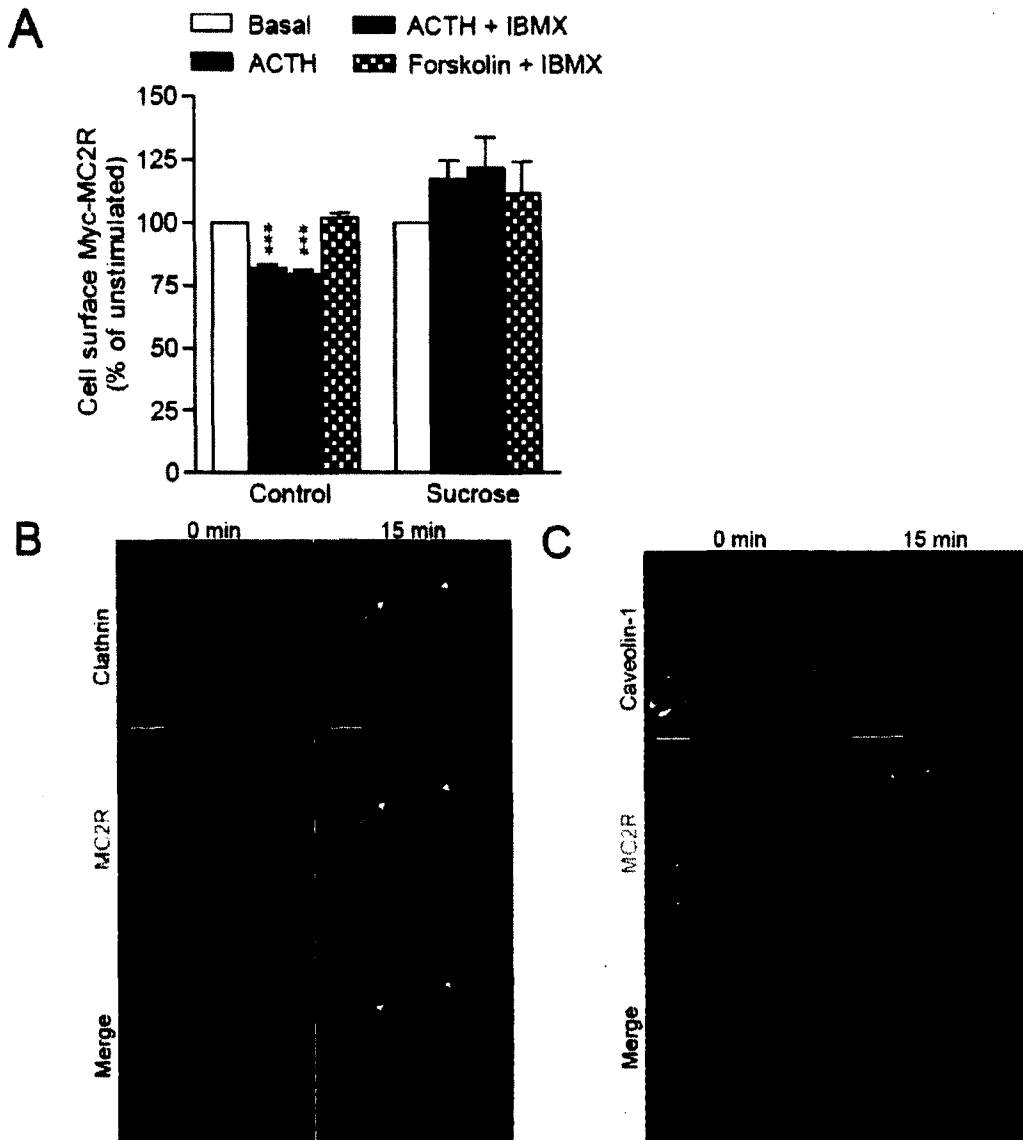 A
Basal
ACTH + IBMX
ACTH
Forskolin + IBMX
Cell surface Myc-MC2R
(% of unstimulated)
150
125
100
75
50
25
0
***
***
Control
Sucrose
B
0 min
15 min
Clathrin
MC2R
Merge
C
0 min
15 min
Caveolin-1
MC2R
Merge